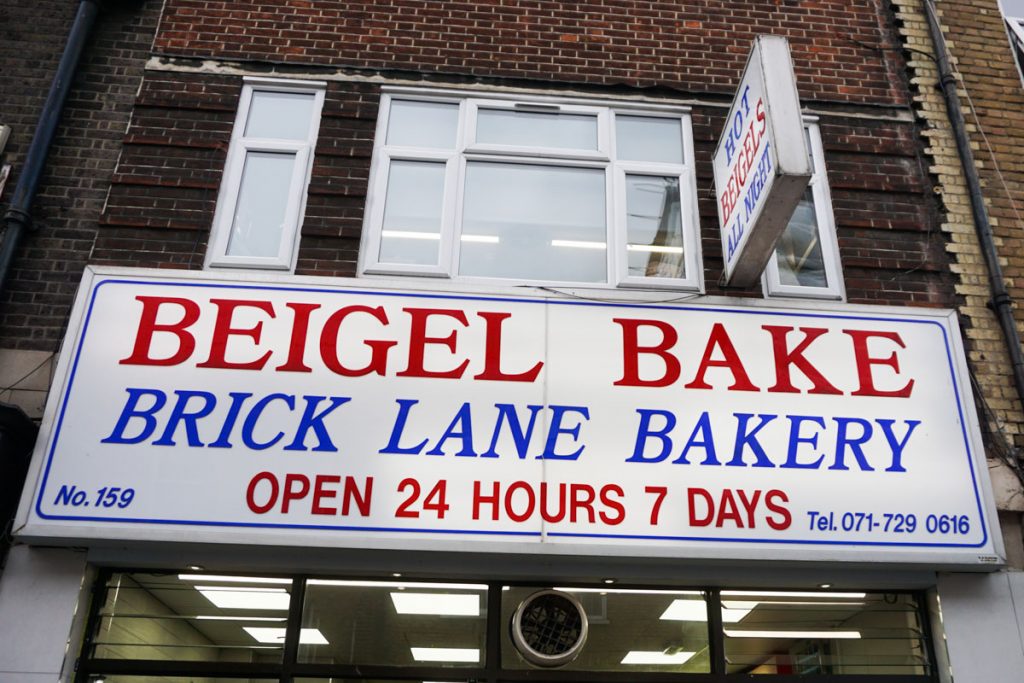 HOT
BEIGELS
ALL NIGHT
BEIGEL BAKE
BRICK LANE BAKERY
No. 159
OPEN 24 HOURS 7 DAYS
Tel. 071-729 0616